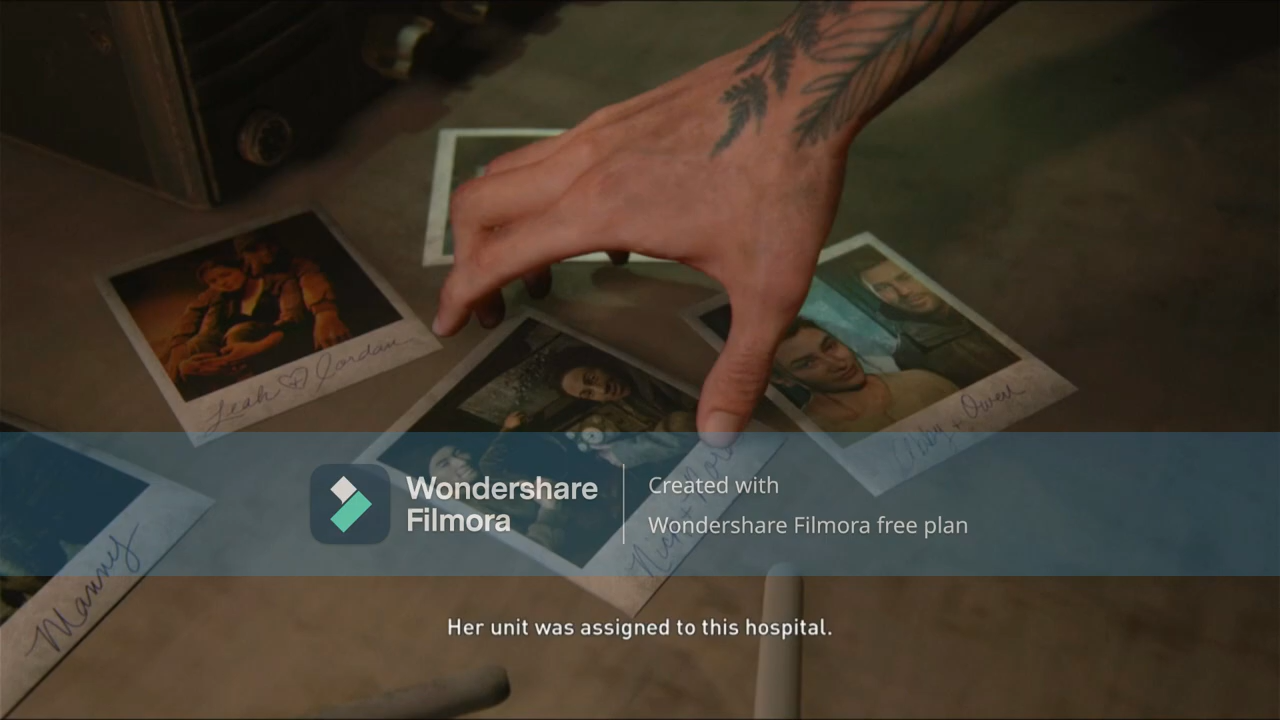 Leah ♡ Jordan
Abby + Owen
Wondershare
Filmora
Created with
Wondershare Filmora free plan
Manny
Her unit was assigned to this hospital.